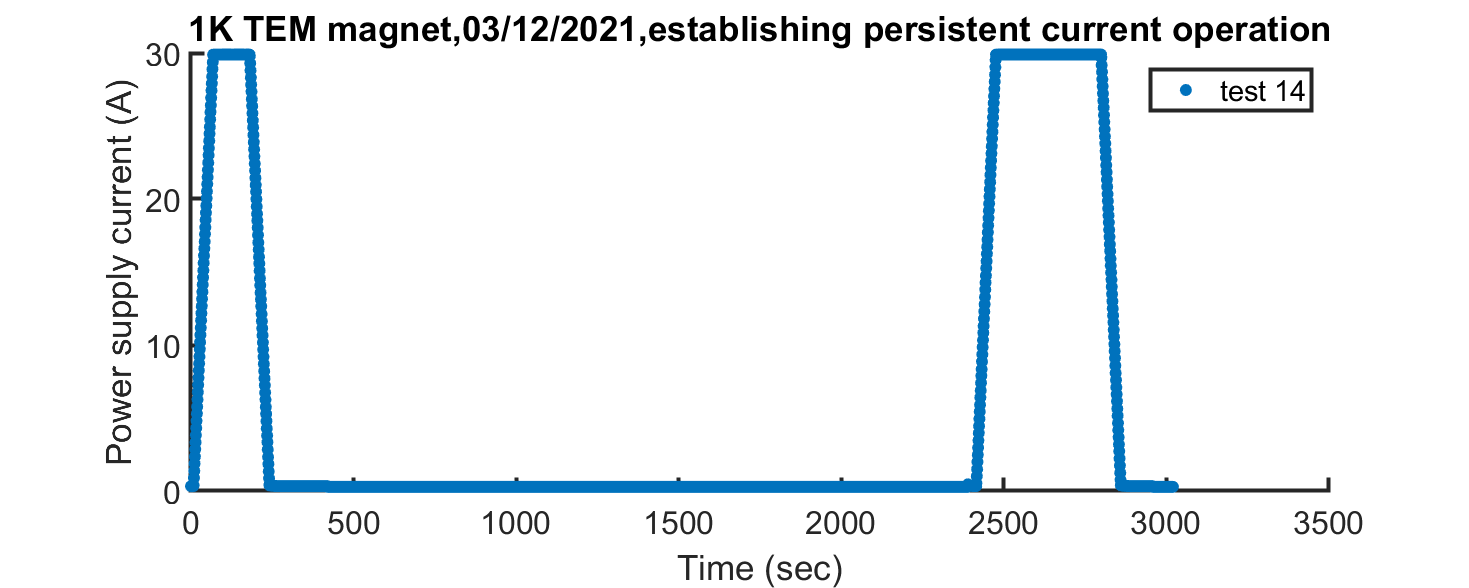 1K TEM magnet,03/12/2021,establishing persistent current operation
Power supply current (A)
30
20
10
0
test 14
0 500 1000 1500 2000 2500 3000 3500
Time (sec)